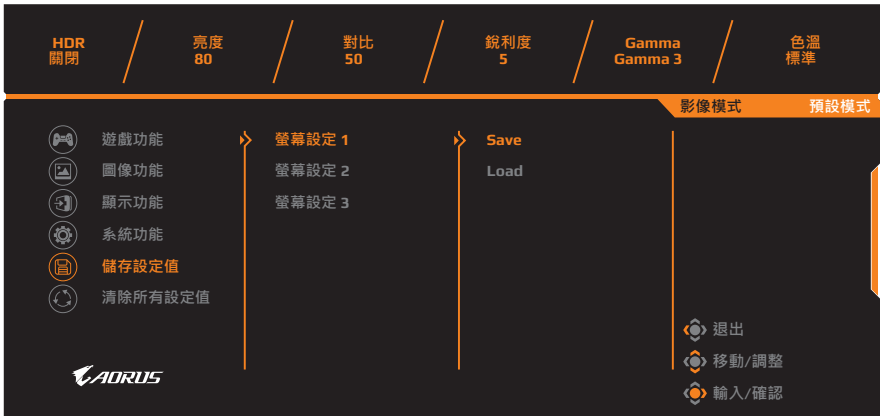 HDR
關閉
亮度
80
對比
50
銳利度
5
Gamma
Gamma 3
色溫
標準
影像模式 預設模式
遊戲功能
圖像功能
顯示功能
系統功能
儲存設定值
清除所有設定值
螢幕設定 1
螢幕設定 2
螢幕設定 3
Save
Load
退出
移動/調整
輸入/確認
AORUS